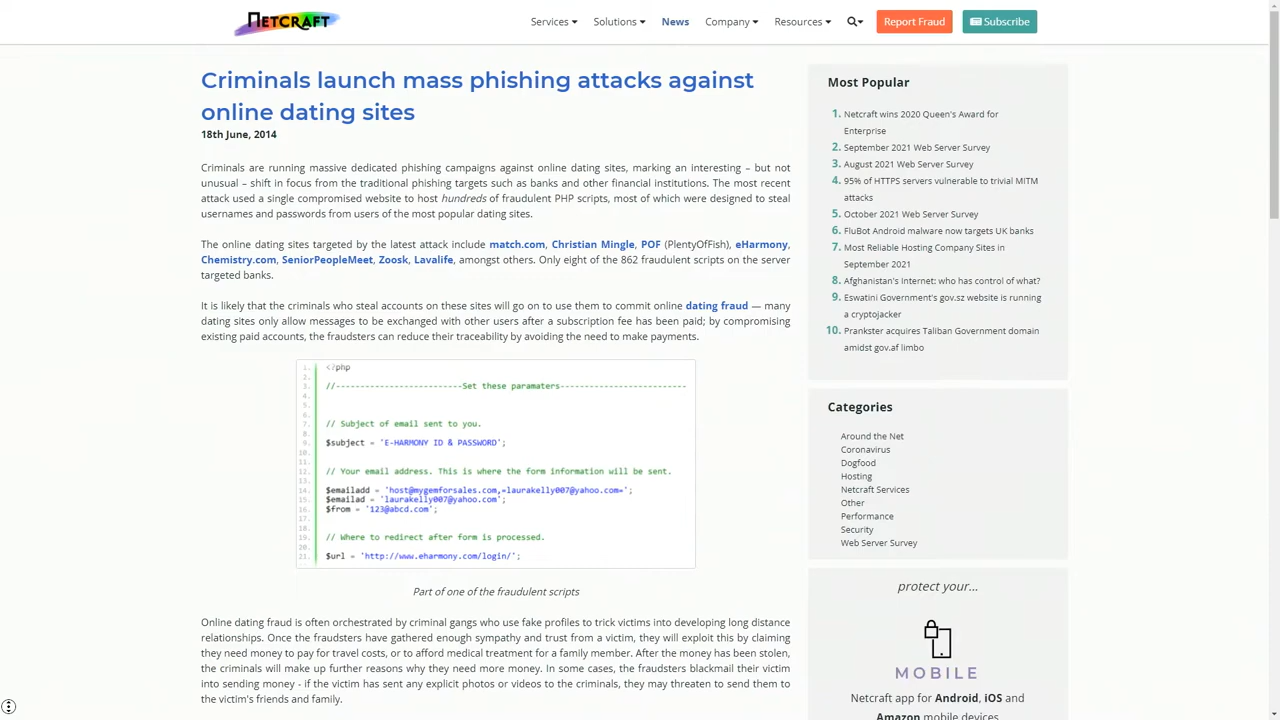 NETCRAFT
Services Solutions News Company Resources Report Fraud Subscribe
Criminals launch mass phishing attacks against
online dating sites
18th June, 2014
Criminals are running massive dedicated phishing campaigns against online dating sites, marking an interesting – but not
unusual – shift in focus from the traditional phishing targets such as banks and other financial institutions. The most recent
attack used a single compromised website to host hundreds of fraudulent PHP scripts, most of which were designed to steal
usernames and passwords from users of the most popular dating sites.
The online dating sites targeted by the latest attack include match.com, Christian Mingle, POF (PlentyOfFish), eHarmony,
Chemistry.com, SeniorPeopleMeet, Zoosk, Lavalife, amongst others. Only eight of the 862 fraudulent scripts on the server
targeted banks.
It is likely that the criminals who steal accounts on these sites will go on to use them to commit online dating fraud — many
dating sites only allow messages to be exchanged with other users after a subscription fee has been paid; by compromising
existing paid accounts, the fraudsters can reduce their traceability by avoiding the need to make payments.
1. <?php
2.
3. //--------------------------Set these paramaters--------------------------
4.
5.
6.
7. // Subject of email sent to you.
8.
9. $subject = 'E-HARMONY ID & PASSWORD';
10.
11.
12. // Your email address. This is where the form information will be sent.
13.
14. $emailadd = 'host@mygemforsales.com,=laurakelly007@yahoo.com=';
15. $emailad = 'laurakelly007@yahoo.com';
16. $from = '123@abcd.com';
17.
18.
19. // Where to redirect after form is processed.
20.
21. $url = 'http://www.eharmony.com/login/';
Part of one of the fraudulent scripts
Online dating fraud is often orchestrated by criminal gangs who use fake profiles to trick victims into developing long distance
relationships. Once the fraudsters have gathered enough sympathy and trust from a victim, they will exploit this by claiming
they need money to pay for travel costs, or to afford medical treatment for a family member. After the money has been stolen,
the criminals will make up further reasons why they need more money. In some cases, the fraudsters blackmail their victim
into sending money - if the victim has sent any explicit photos or videos to the criminals, they may threaten to send them to
the victim's friends and family.
Most Popular
1. Netcraft wins 2020 Queen's Award for
Enterprise
2. September 2021 Web Server Survey
3. August 2021 Web Server Survey
4. 95% of HTTPS servers vulnerable to trivial MITM
attacks
5. October 2021 Web Server Survey
6. FluBot Android malware now targets UK banks
7. Most Reliable Hosting Company Sites in
September 2021
8. Afghanistan's Internet: who has control of what?
9. Eswatini Government's gov.sz website is running
a cryptojacker
10. Prankster acquires Taliban Government domain
amidst gov.af limbo
Categories
Around the Net
Coronavirus
Dogfood
Hosting
Netcraft Services
Other
Performance
Security
Web Server Survey
protect your...
MOBILE
Netcraft app for Android, iOS and
Amazon mobile devices